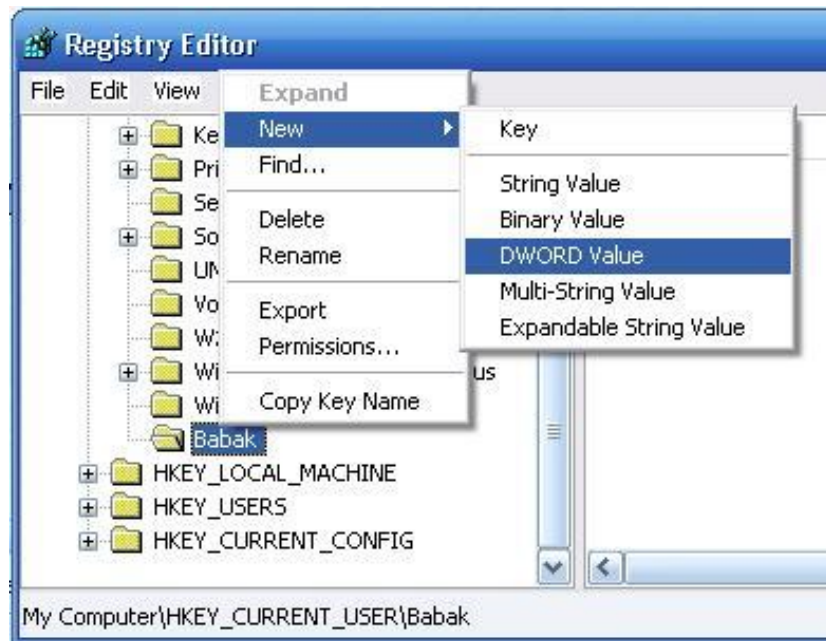 Registry Editor
File Edit View
Expand
New
Find...
Delete
Rename
Export
Permissions...
Copy Key Name
Key
String Value
Binary Value
DWORD Value
Multi-String Value
Expandable String Value
Babak
HKEY_LOCAL_MACHINE
HKEY_USERS
HKEY_CURRENT_CONFIG
My Computer\HKEY_CURRENT_USER\Babak